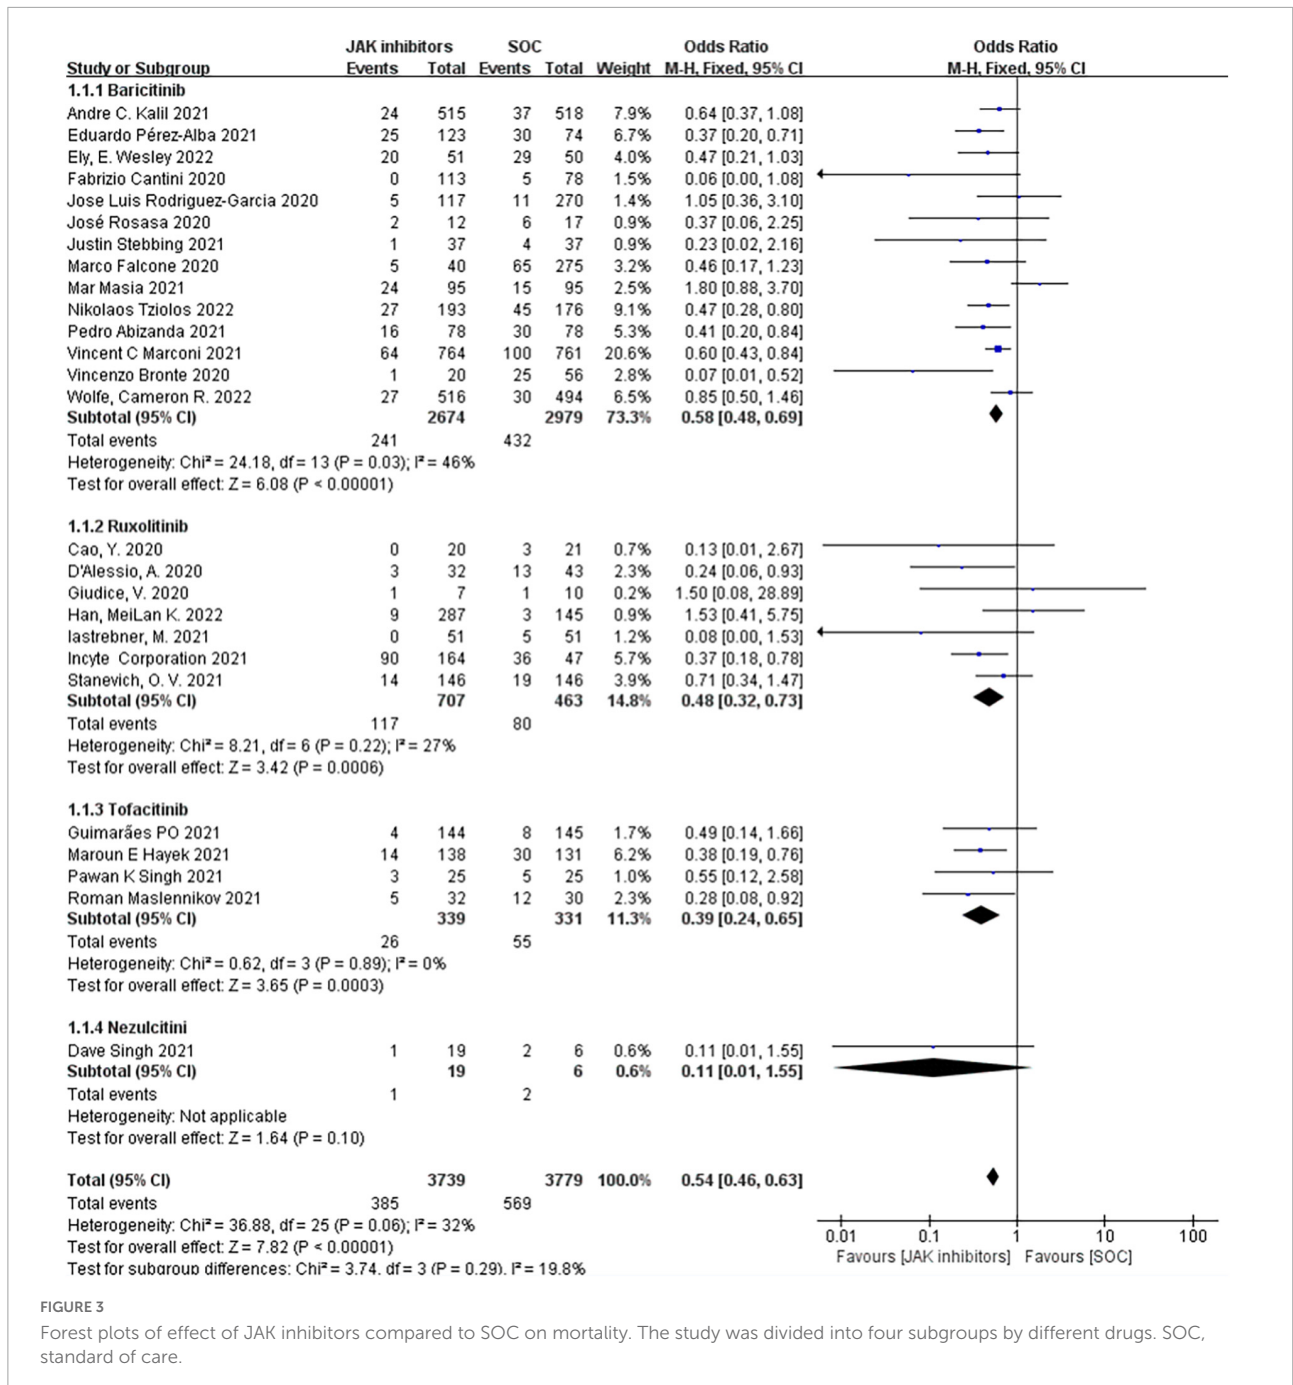 JAK inhibitors SOC Odds Ratio Odds Ratio
Study or Subgroup Events Total Events Total Weight M-H, Fixed, 95% CI M-H, Fixed, 95% CI
1.1.1 Baricitinib
Andre C. Kalil 2021 24 515 37 518 7.9% 0.64 [0.37, 1.08]
Eduardo Pérez-Alba 2021 25 123 30 74 6.7% 0.37 [0.20, 0.71]
Ely, E. Wesley 2022 20 51 29 50 4.0% 0.47 [0.21, 1.03]
Fabrizio Cantini 2020 0 113 5 78 1.5% 0.06 [0.00, 1.08]
Jose Luis Rodriguez-Garcia 2020 5 117 11 270 1.4% 1.05 [0.36, 3.10]
José Rosasa 2020 2 12 6 17 0.9% 0.37 [0.06, 2.25]
Justin Stebbing 2021 1 37 4 37 0.9% 0.23 [0.02, 2.16]
Marco Falcone 2020 5 40 65 275 3.2% 0.46 [0.17, 1.23]
Mar Masia 2021 24 95 15 95 2.5% 1.80 [0.88, 3.70]
Nikolaos Tziolos 2022 27 193 45 176 9.1% 0.47 [0.28, 0.80]
Pedro Abizanda 2021 16 78 30 78 5.3% 0.41 [0.20, 0.84]
Vincent C Marconi 2021 64 764 100 761 20.6% 0.60 [0.43, 0.84]
Vincenzo Bronte 2020 1 20 25 56 2.8% 0.07 [0.01, 0.52]
Wolfe, Cameron R. 2022 27 516 30 494 6.5% 0.85 [0.50, 1.46]
Subtotal (95% CI) 2674 2979 73.3% 0.58 [0.48, 0.69]
Total events 241 432
Heterogeneity: Chi² = 24.18, df = 13 (P = 0.03); I² = 46%
Test for overall effect: Z = 6.08 (P < 0.00001)
1.1.2 Ruxolitinib
Cao, Y. 2020 0 20 3 21 0.7% 0.13 [0.01, 2.67]
D'Alessio, A. 2020 3 32 13 43 2.3% 0.24 [0.06, 0.93]
Giudice, V. 2020 1 7 1 10 0.2% 1.50 [0.08, 28.89]
Han, MeiLan K. 2022 9 287 3 145 0.9% 1.53 [0.41, 5.75]
Iastrebner, M. 2021 0 51 5 51 1.2% 0.08 [0.00, 1.53]
Incyte Corporation 2021 90 164 36 47 5.7% 0.37 [0.18, 0.78]
Stanevich, O. V. 2021 14 146 19 146 3.9% 0.71 [0.34, 1.47]
Subtotal (95% CI) 707 463 14.8% 0.48 [0.32, 0.73]
Total events 117 80
Heterogeneity: Chi² = 8.21, df = 6 (P = 0.22); I² = 27%
Test for overall effect: Z = 3.42 (P = 0.0006)
1.1.3 Tofacitinib
Guimarães PO 2021 4 144 8 145 1.7% 0.49 [0.14, 1.66]
Maroun E Hayek 2021 14 138 30 131 6.2% 0.38 [0.19, 0.76]
Pawan K Singh 2021 3 25 5 25 1.0% 0.55 [0.12, 2.58]
Roman Maslennikov 2021 5 32 12 30 2.3% 0.28 [0.08, 0.92]
Subtotal (95% CI) 339 331 11.3% 0.39 [0.24, 0.65]
Total events 26 55
Heterogeneity: Chi² = 0.62, df = 3 (P = 0.89); I² = 0%
Test for overall effect: Z = 3.65 (P = 0.0003)
1.1.4 Nezulcitini
Dave Singh 2021 1 19 2 6 0.6% 0.11 [0.01, 1.55]
Subtotal (95% CI) 19 6 0.6% 0.11 [0.01, 1.55]
Total events 1 2
Heterogeneity: Not applicable
Test for overall effect: Z = 1.64 (P = 0.10)
Total (95% CI) 3739 3779 100.0% 0.54 [0.46, 0.63]
Total events 385 569
Heterogeneity: Chi² = 36.88, df = 25 (P = 0.06); I² = 32%
Test for overall effect: Z = 7.82 (P < 0.00001)
Test for subgroup differences: Chi² = 3.74, df = 3 (P = 0.29), I² = 19.8%
0.01 0.1 1 10 100
Favours [JAK inhibitors] Favours [SOC]
FIGURE 3
Forest plots of effect of JAK inhibitors compared to SOC on mortality. The study was divided into four subgroups by different drugs. SOC,
standard of care.